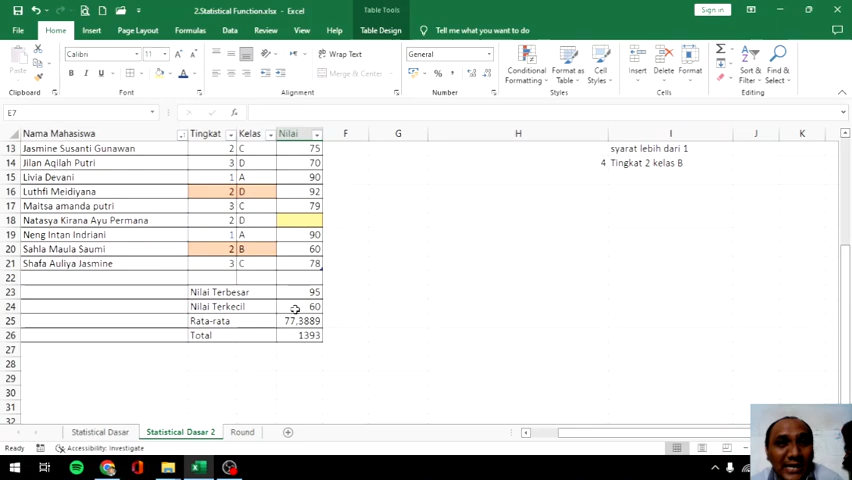 2.Statistical Function.xlsx - Excel
Table Tools
Sign in
File Home Insert Page Layout Formulas Data Review View Help Table Design Tell me what you want to do
Paste
Calibri 11
B I U
Wrap Text
Merge & Center
General
% 9
Conditional Formatting
Format as Table
Cell Styles
Insert Delete Format
Sort & Filter
Find & Select
Clipboard Font Alignment Number Styles Cells Editing
E7
fx
Nama Mahasiswa Tingkat Kelas Nilai F G H I J K
13 Jasmine Susanti Gunawan 2 C 75 syarat lebih dari 1
14 Jilan Aqilah Putri 3 D 70 4 Tingkat 2 kelas B
15 Livia Devani 1 A 90
16 Luthfi Meidiyana 2 D 92
17 Maitsa amanda putri 3 C 79
18 Natasya Kirana Ayu Permana 2 D
19 Neng Intan Indriani 1 A 90
20 Sahla Maula Saumi 2 B 60
21 Shafa Auliya Jasmine 3 C 78
22
23 Nilai Terbesar 95
24 Nilai Terkecil 60
25 Rata-rata 77,3889
26 Total 1393
27
28
29
30
31
32
Statistical Dasar Statistical Dasar 2 Round
Ready Accessibility: Investigate